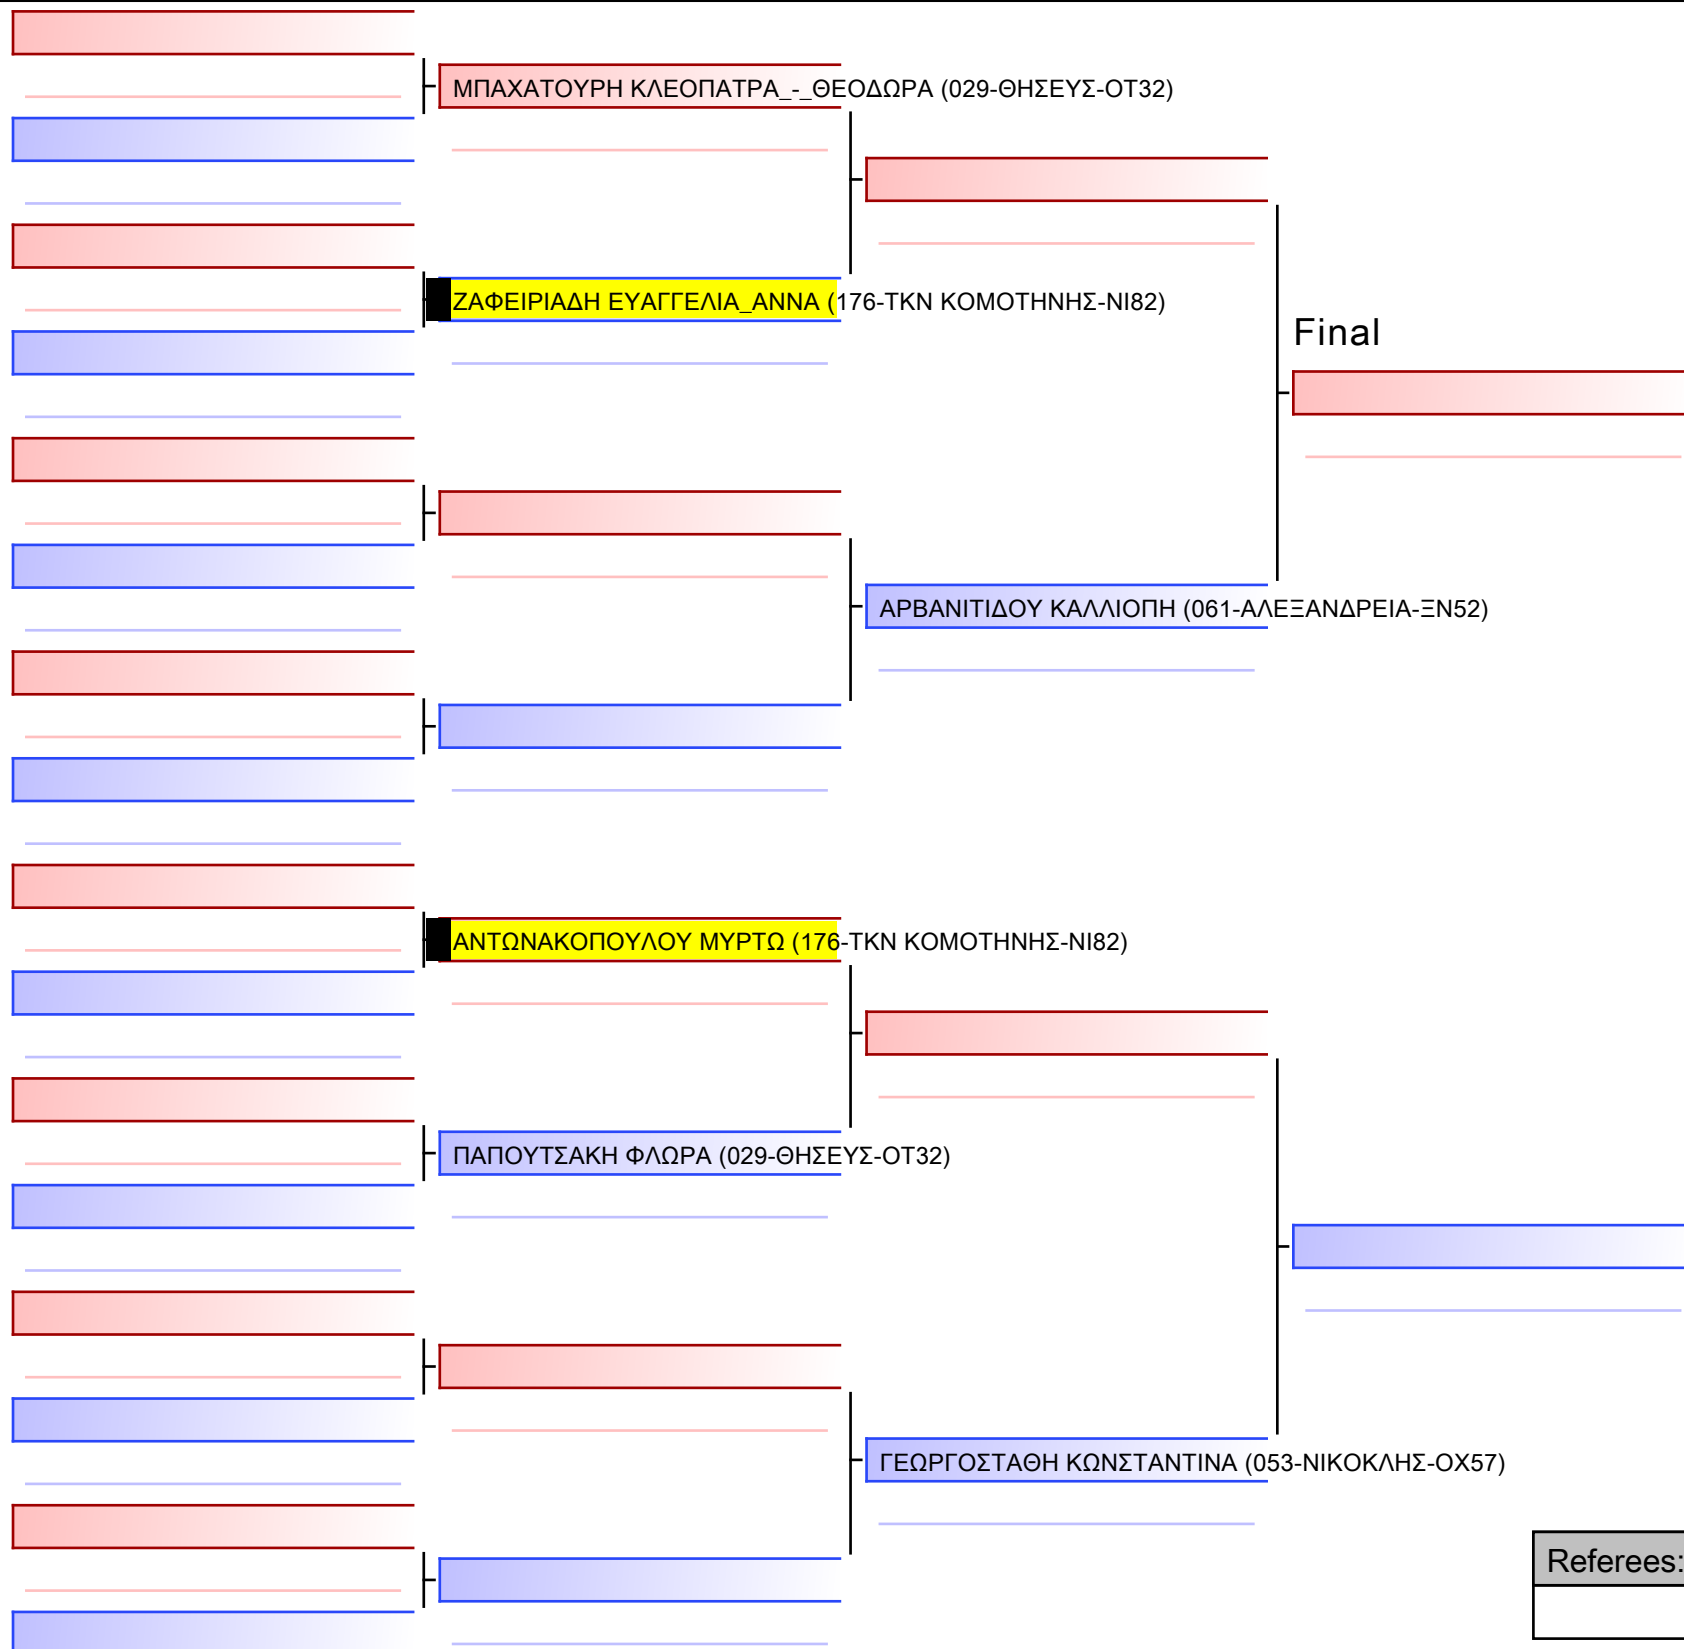 ΜΠΑΧΑΤΟΥΡΗ ΚΛΕΟΠΑΤΡΑ_-_ΘΕΟΔΩΡΑ (029-ΘΗΣΕΥΣ-ΟΤ32)
ΖΑΦΕΙΡΙΑΔΗ ΕΥΑΓΓΕΛΙΑ_ΑΝΝΑ (176-ΤΚΝ ΚΟΜΟΤΗΝΗΣ-ΝΙ82)
Final
ΑΡΒΑΝΙΤΙΔΟΥ ΚΑΛΛΙΟΠΗ (061-ΑΛΕΞΑΝΔΡΕΙΑ-ΞΝ52)
ΑΝΤΩΝΑΚΟΠΟΥΛΟΥ ΜΥΡΤΩ (176-ΤΚΝ ΚΟΜΟΤΗΝΗΣ-ΝΙ82)
ΠΑΠΟΥΤΣΑΚΗ ΦΛΩΡΑ (029-ΘΗΣΕΥΣ-ΟΤ32)
ΓΕΩΡΓΟΣΤΑΘΗ ΚΩΝΣΤΑΝΤΙΝΑ (053-ΝΙΚΟΚΛΗΣ-ΟΧ57)
Referees: